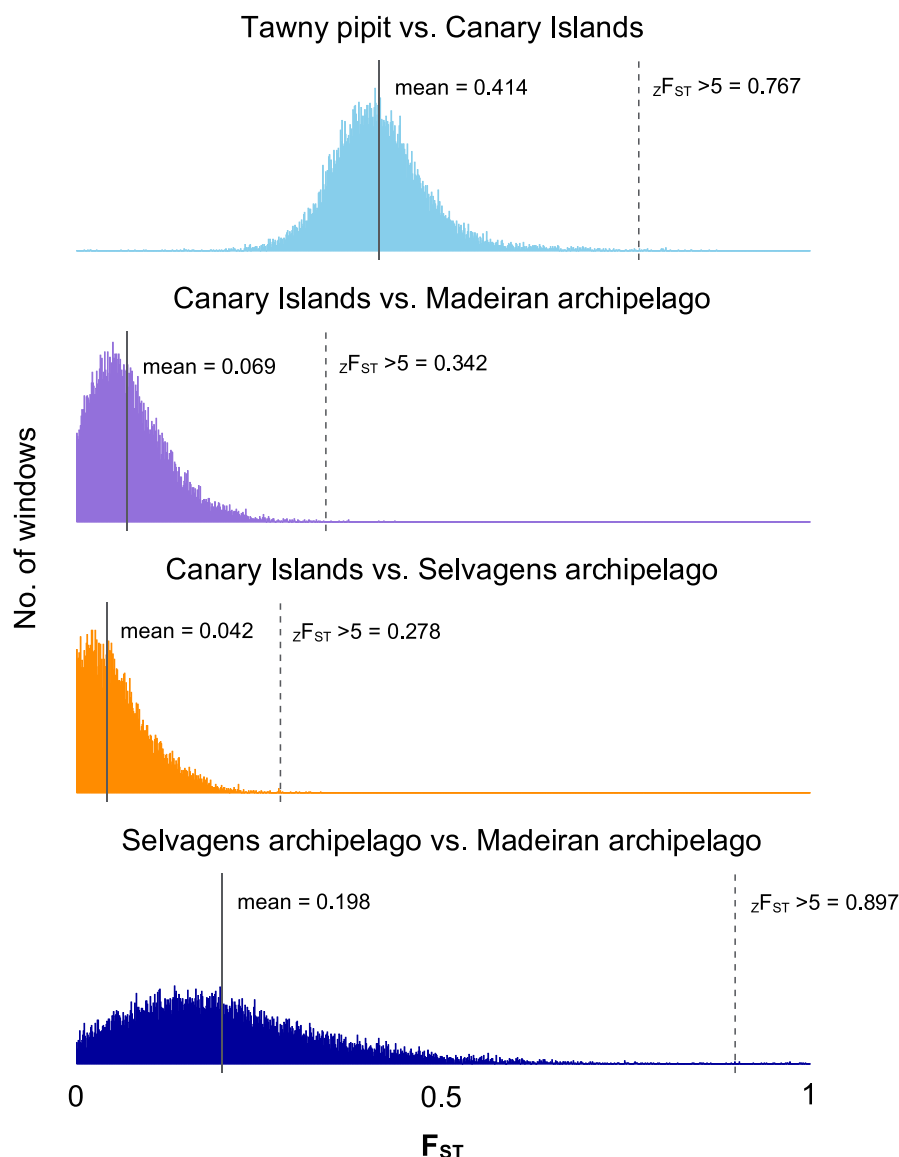 Tawny pipit vs. Canary Islands
mean = 0.414
zFST >5 = 0.767
Canary Islands vs. Madeiran archipelago
mean = 0.069
zFST >5 = 0.342
No. of windows
Canary Islands vs. Selvagens archipelago
mean = 0.042
zFST >5 = 0.278
Selvagens archipelago vs. Madeiran archipelago
mean = 0.198
zFST >5 = 0.897
0 0.5 1
FST